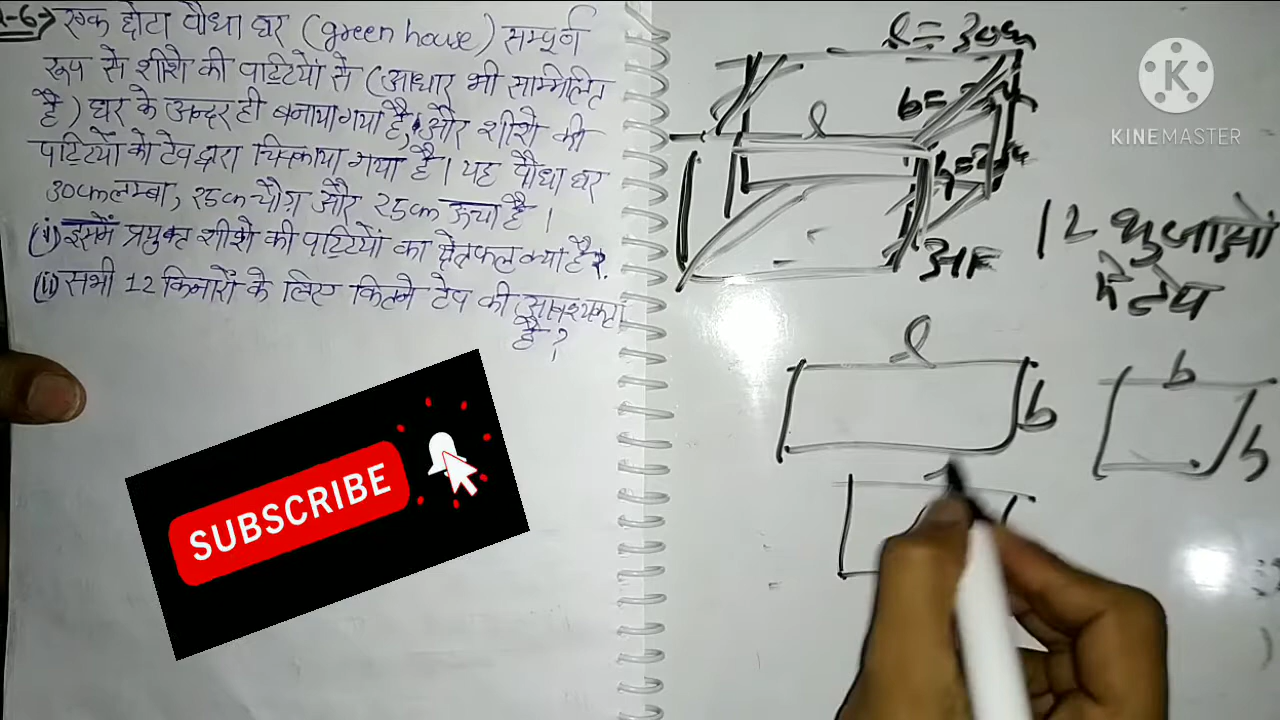 Q-6→ एक छोटा पौधा घर (green house) सम्पूर्ण
रूप से शीशे की पट्टियों से (आधार भी साम्मिलित
है) घर के अन्दर ही बनाया गया है, और शीशे की
पट्टियों को टेप द्वारा चिपकाया गया है। यह पौधा घर
30cm लम्बा, 25cm चौड़ा और 25cm ऊचा है।
(i) इसमें प्रयुक्त शीशे की पट्टियों का क्षेत्रफल क्या है?
(ii) सभी 12 किनारों के लिए कितने टेप की आवश्यकता
है?
SUBSCRIBE
l = 30cm
b =
l
KINEMASTER
12 भुजाओं
में टेप
l
b
b
h